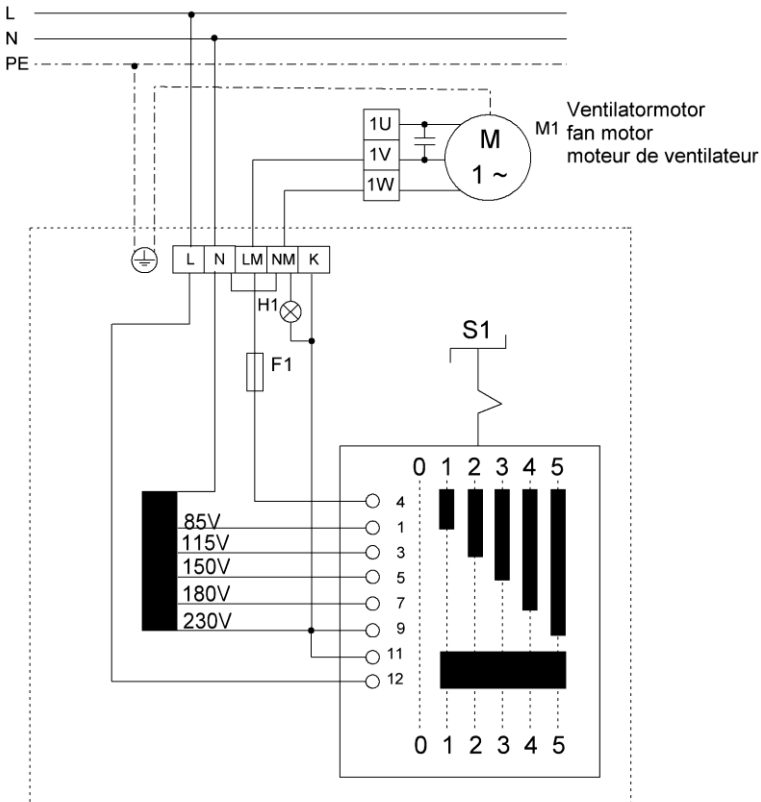 L
N
PE
1U
1V
1W
M
1 ~
M1
Ventilatormotor
fan motor
moteur de ventilateur
L N LM NM K
H1
F1
S1
0 1 2 3 4 5
4
85V 1
115V 3
150V 5
180V 7
230V 9
11
12
0 1 2 3 4 5